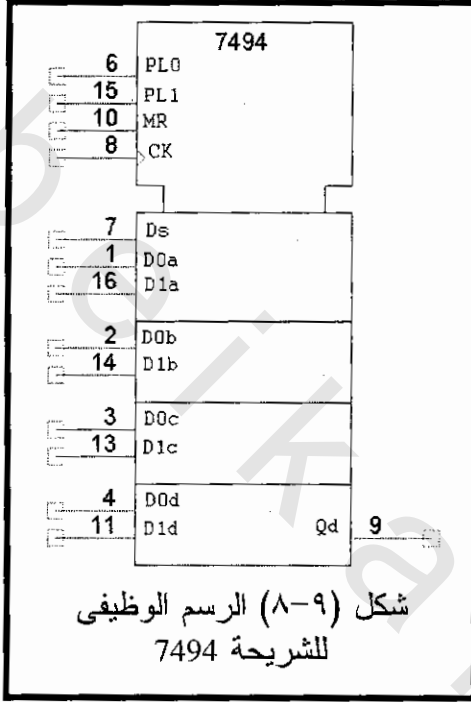 7494
6 PL0
15 PL1
10 MR
8 CK
7 Ds
1 D0a
16 D1a
2 D0b
14 D1b
3 D0c
13 D1c
4 D0d
11 D1d Qd 9
شكل (٩-٨) الرسم الوظيفى
للشريحة 7494